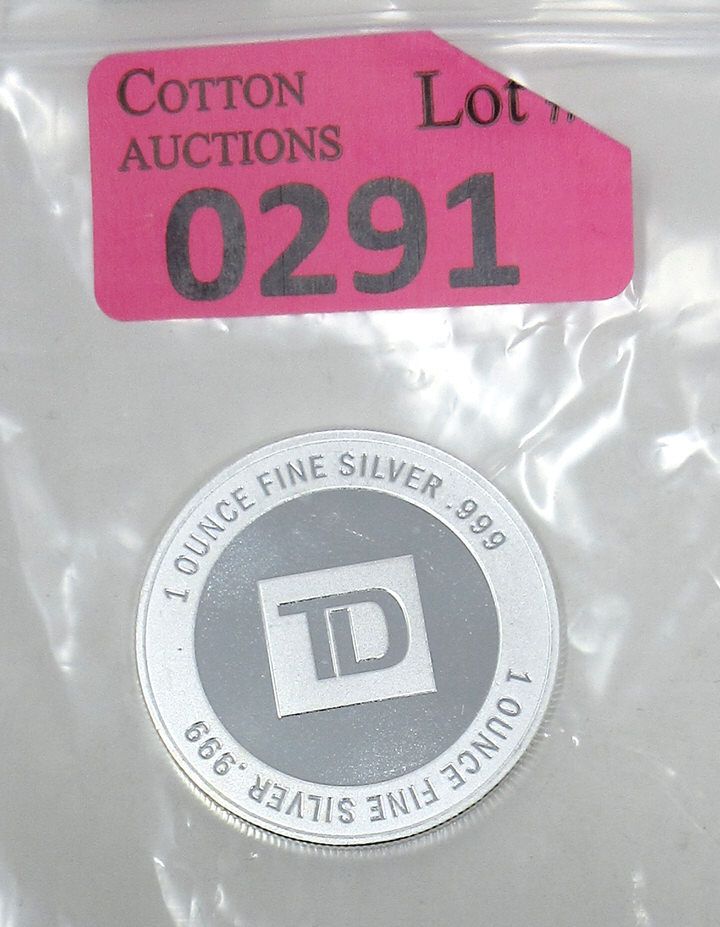 COTTON
AUCTIONS
Lot
0291
1 OUNCE FINE SILVER .999
TD
1 OUNCE FINE SILVER .999